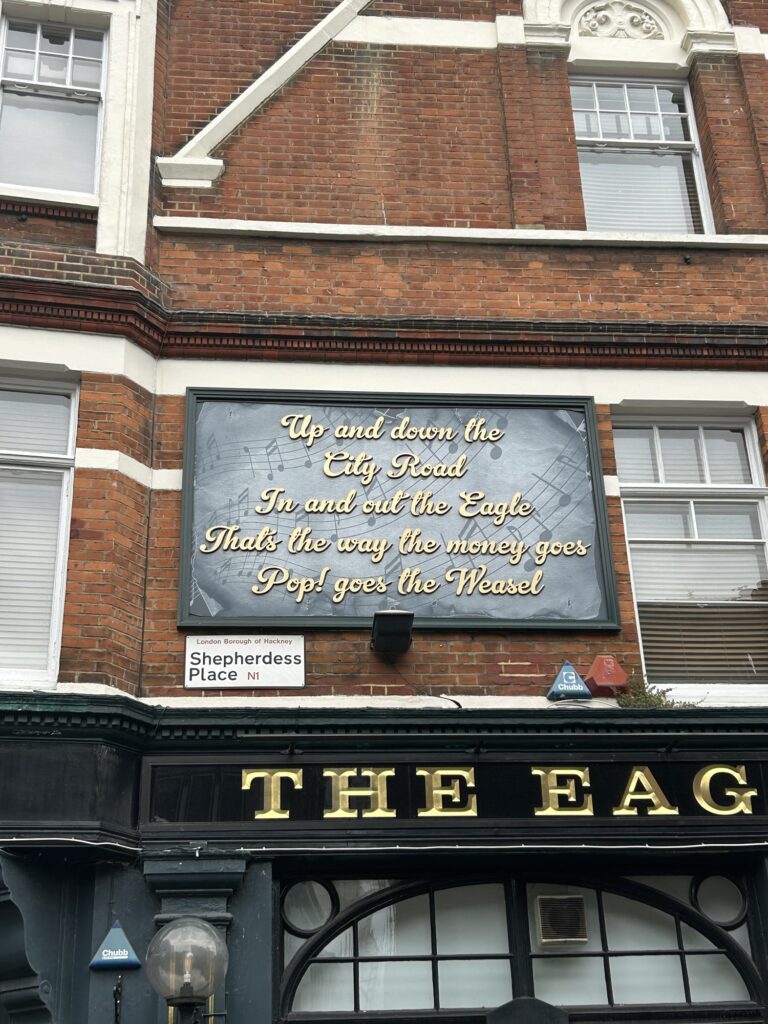 Up and down the
City Road
In and out the Eagle
That's the way the money goes
Pop! goes the Weasel
London Borough of Hackney
Shepherdess
Place N1
Chubb
THE EAG
Chubb